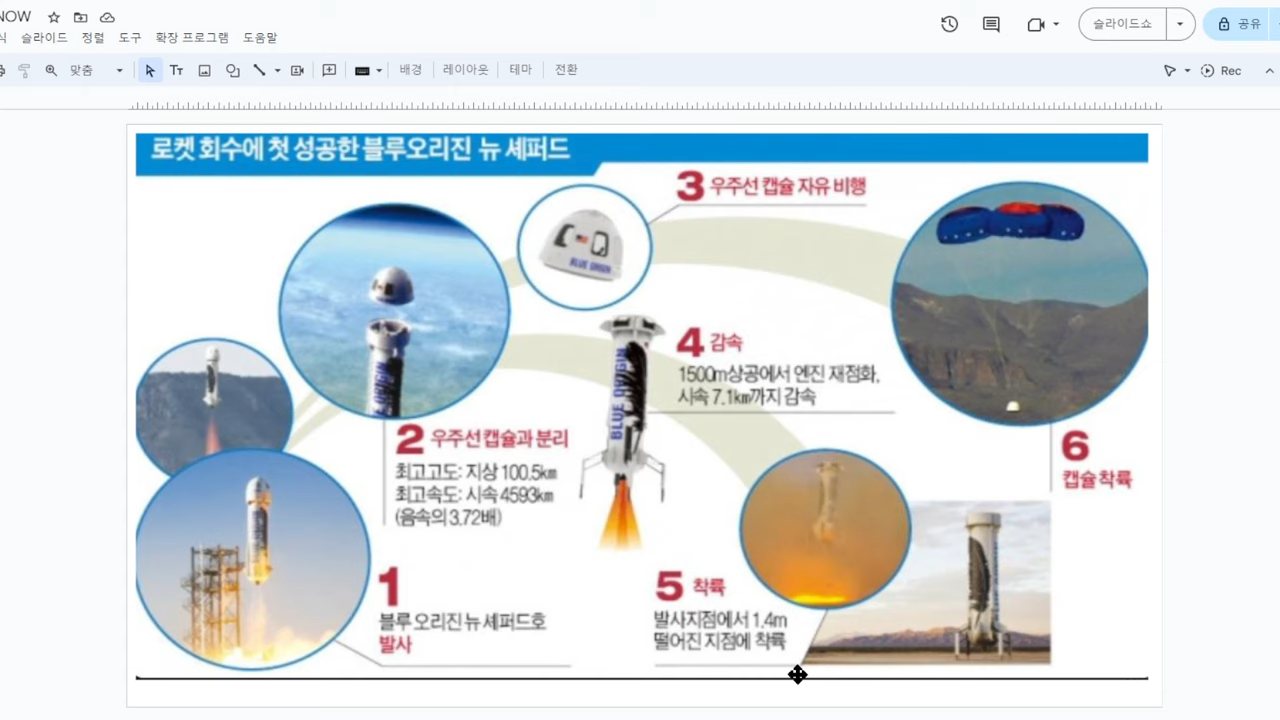 NOW
식 슬라이드 정렬 도구 확장 프로그램 도움말
슬라이드쇼
공유
맞춤
배경 레이아웃 테마 전환
Rec
로켓 회수에 첫 성공한 블루오리진 뉴 셰퍼드
3 우주선 캡슐 자유 비행
BLUE ORIGIN
4 감속
1500m상공에서 엔진 재점화,
시속 7.1km까지 감속
BLUE ORIGIN
2 우주선 캡슐과 분리
최고고도: 지상 100.5km
최고속도: 시속 4593km
(음속의 3.72배)
6
캡슐 착륙
1
블루 오리진 뉴 셰퍼드호
발사
5 착륙
발사지점에서 1.4m
떨어진 지점에 착륙